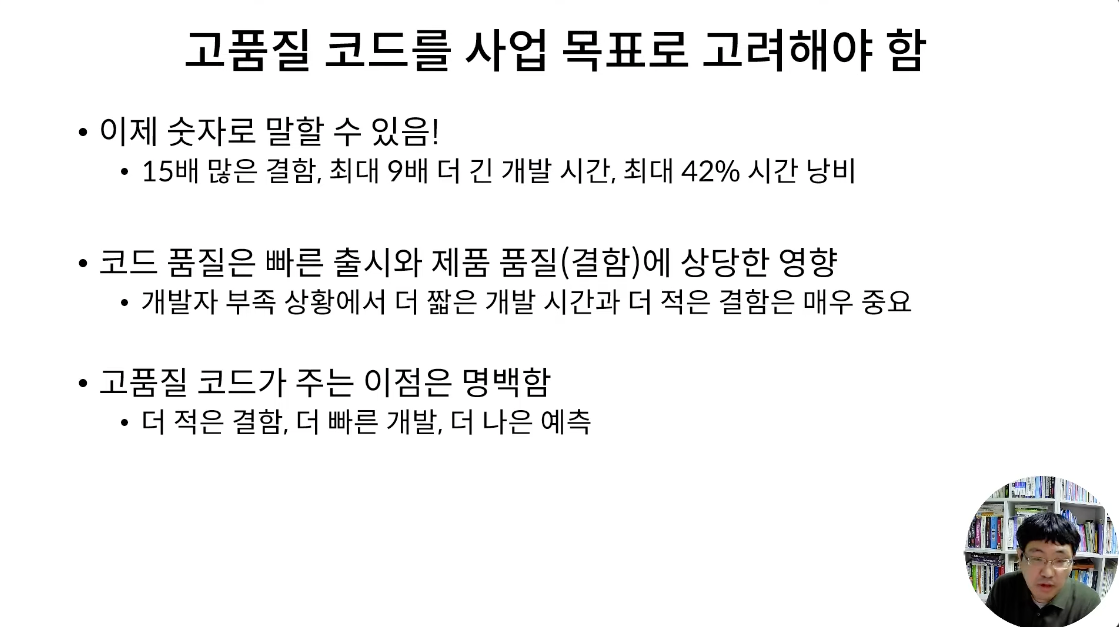 고품질 코드를 사업 목표로 고려해야 함
• 이제 숫자로 말할 수 있음!
• 15배 많은 결함, 최대 9배 더 긴 개발 시간, 최대 42% 시간 낭비
• 코드 품질은 빠른 출시와 제품 품질(결함)에 상당한 영향
• 개발자 부족 상황에서 더 짧은 개발 시간과 더 적은 결함은 매우 중요
• 고품질 코드가 주는 이점은 명백함
• 더 적은 결함, 더 빠른 개발, 더 나은 예측